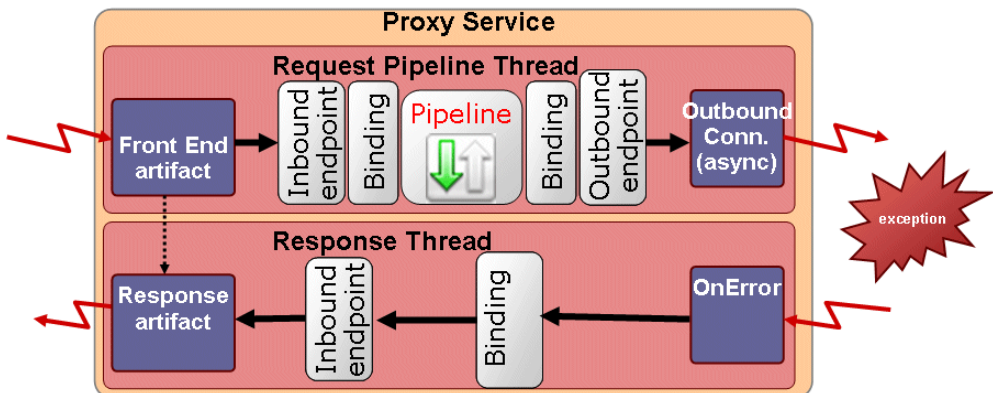 Proxy Service
Request Pipeline Thread
Front End
artifact
Inbound
endpoint
Binding
Pipeline
Binding
Outbound
endpoint
Outbound
Conn.
(async)
exception
Response Thread
Response
artifact
Inbound
endpoint
Binding
OnError